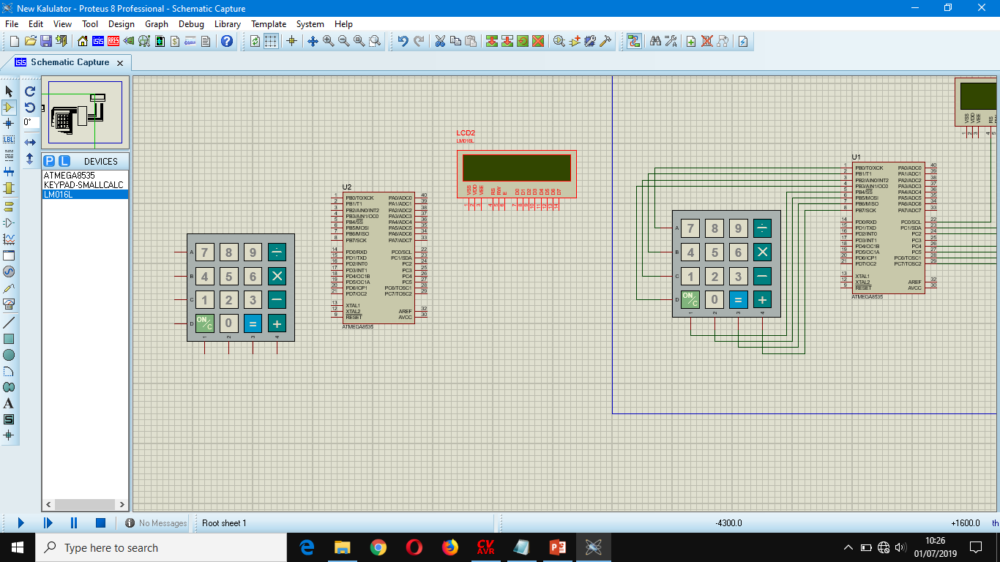 New Kalulator - Proteus 8 Professional - Schematic Capture
File Edit View Tool Design Graph Debug Library Template System Help
Schematic Capture
0°
P L DEVICES
ATMEGA8535
KEYPAD-SMALLCALC
LM016L
LCD2
LM016L
VSS VDD VEE RS RW E D0 D1 D2 D3 D4 D5 D6 D7
1 2 3 4 5 6 7 8 9 10 11 12 13 14
U2
1 PB0/T0/XCK PA0/ADC0 40
2 PB1/T1 PA1/ADC1 39
3 PB2/AIN0/INT2 PA2/ADC2 38
4 PB3/AIN1/OC0 PA3/ADC3 37
5 PB4/SS PA4/ADC4 36
6 PB5/MOSI PA5/ADC5 35
7 PB6/MISO PA6/ADC6 34
8 PB7/SCK PA7/ADC7 33
14 PD0/RXD PC0/SCL 22
15 PD1/TXD PC1/SDA 23
16 PD2/INT0 PC2 24
17 PD3/INT1 PC3 25
18 PD4/OC1B PC4 26
19 PD5/OC1A PC5 27
20 PD6/ICP1 PC6/TOSC1 28
21 PD7/OC2 PC7/TOSC2 29
13 XTAL1
12 XTAL2 AREF 32
9 RESET AVCC 30
ATMEGA8535
A 7 8 9 ÷
B 4 5 6 ×
C 1 2 3 −
D ON/C 0 = +
1 2 3 4
VSS VDD VEE RS
1 2 3 4 5
U1
1 PB0/T0/XCK PA0/ADC0 40
2 PB1/T1 PA1/ADC1 39
3 PB2/AIN0/INT2 PA2/ADC2 38
4 PB3/AIN1/OC0 PA3/ADC3 37
5 PB4/SS PA4/ADC4 36
6 PB5/MOSI PA5/ADC5 35
7 PB6/MISO PA6/ADC6 34
8 PB7/SCK PA7/ADC7 33
14 PD0/RXD PC0/SCL 22
15 PD1/TXD PC1/SDA 23
16 PD2/INT0 PC2 24
17 PD3/INT1 PC3 25
18 PD4/OC1B PC4 26
19 PD5/OC1A PC5 27
20 PD6/ICP1 PC6/TOSC1 28
21 PD7/OC2 PC7/TOSC2 29
13 XTAL1
12 XTAL2 AREF 32
9 RESET AVCC 30
ATMEGA8535
A 7 8 9 ÷
B 4 5 6 ×
C 1 2 3 −
D ON/C 0 = +
1 2 3 4
No Messages Root sheet 1 -4300.0 +1600.0 th
Type here to search
CV
AVR
10:26
01/07/2019